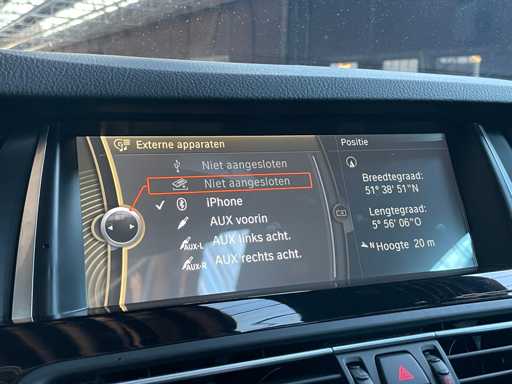 Externe apparaten
Niet aangesloten
Niet aangesloten
iPhone
AUX voorin
AUX-L AUX links acht.
AUX-R AUX rechts acht.
Positie
Breedtegraad:
51° 38' 51"N
Lengtegraad:
5° 56' 06"O
N Hoogte 20 m